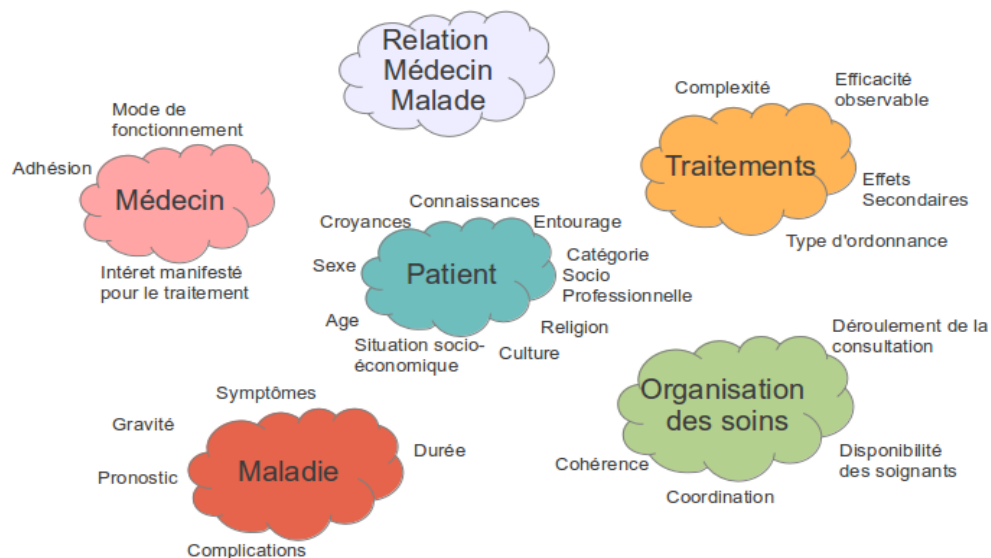 Relation
Médecin
Malade
Mode de
fonctionnement
Adhésion
Médecin
Intéret manifesté
pour le traitement
Complexité
Efficacité
observable
Traitements
Effets
Secondaires
Type d'ordonnance
Connaissances
Croyances
Entourage
Sexe
Patient
Catégorie
Socio
Professionnelle
Age
Religion
Situation socio-
économique
Culture
Déroulement de la
consultation
Organisation
des soins
Cohérence
Disponibilité
des soignants
Coordination
Symptômes
Gravité
Durée
Pronostic
Maladie
Complications